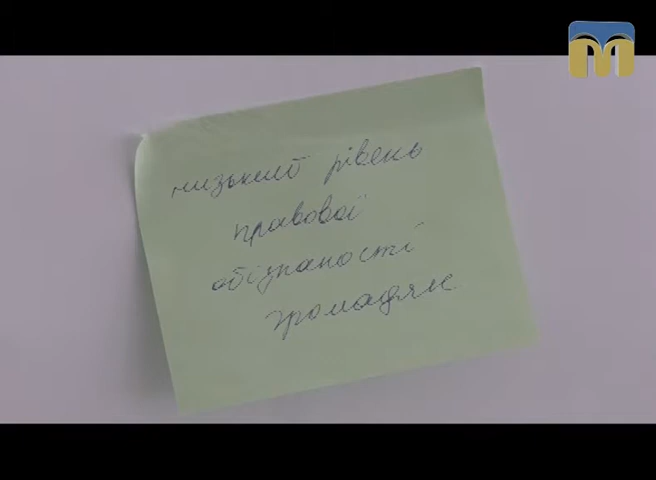 низький рівень
правової
обізнаності
громадян